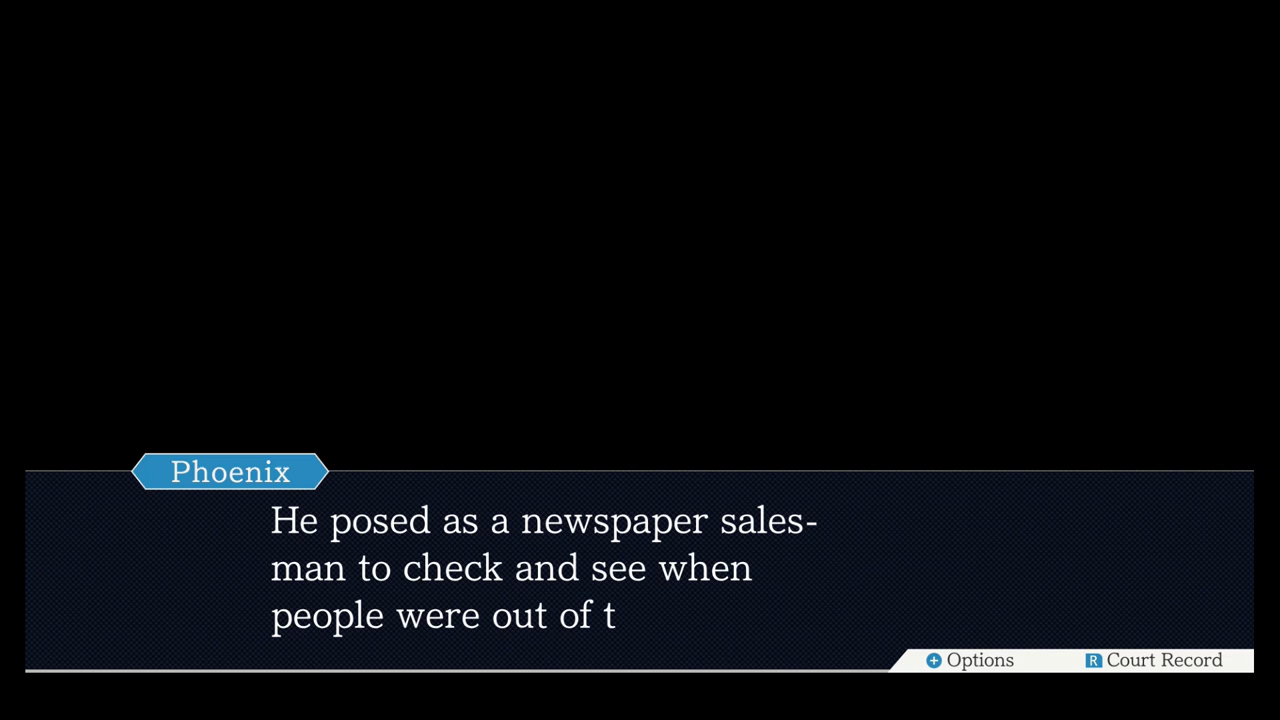 Phoenix
He posed as a newspaper sales-
man to check and see when
people were out of t
+ Options
R Court Record